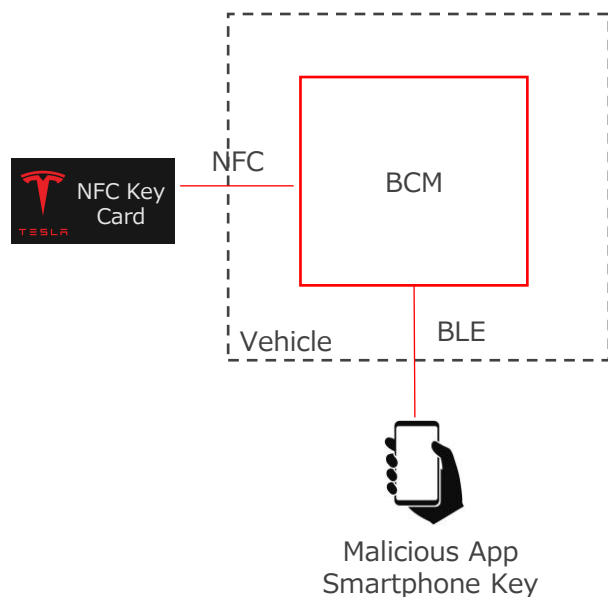 NFC
BCM
NFC Key
Card
TESLA
BLE
Vehicle
Malicious App
Smartphone Key